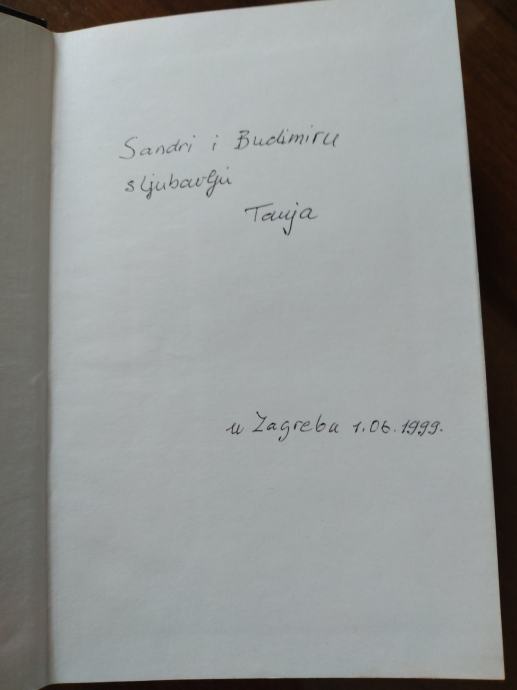 Sandri i Budimiru
s ljubavlju
Tanja
u Zagrebu 1.06.1999.